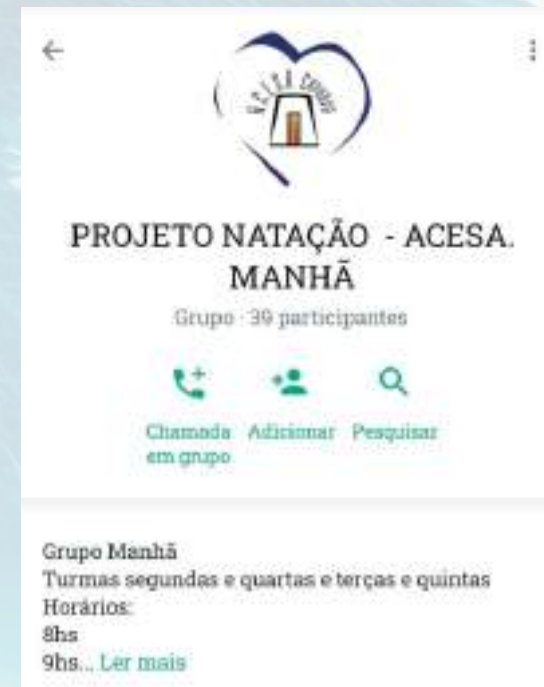 PROJETO NATAÇÃO - ACESA.
MANHÃ
Grupo · 39 participantes
Chamada em grupo
Adicionar
Pesquisar
Grupo Manhã
Turmas segundas e quartas e terças e quintas
Horários:
8hs
9hs... Ler mais